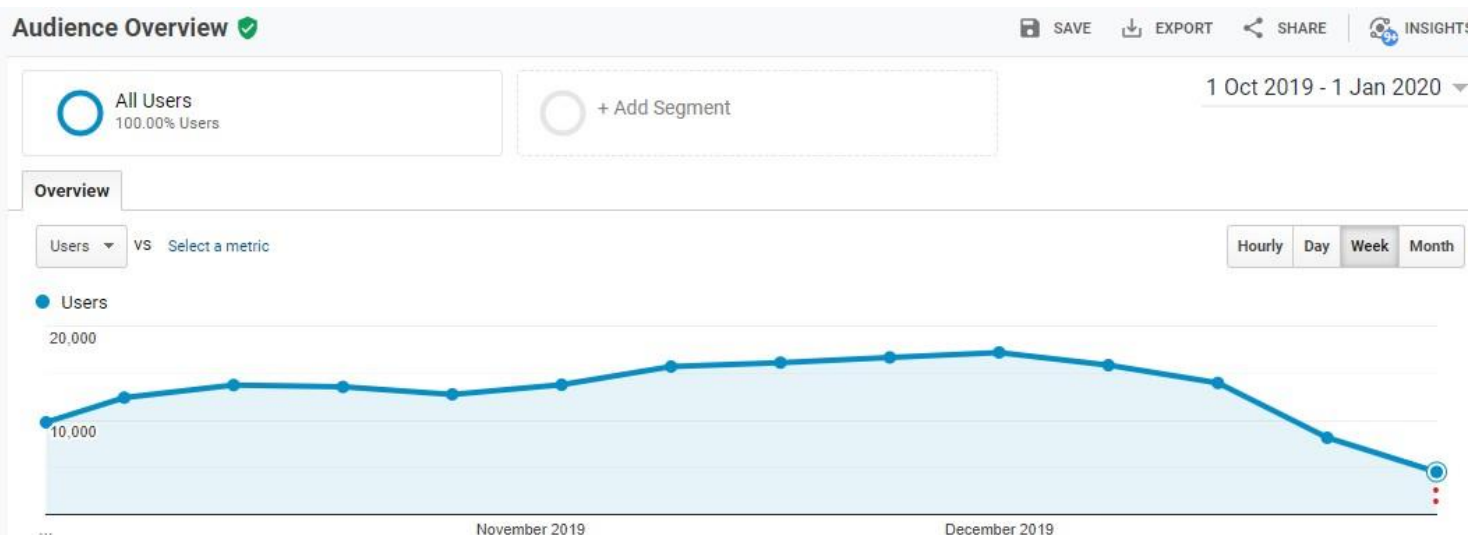 Audience Overview
SAVE EXPORT SHARE 9+ INSIGHTS
All Users
100.00% Users
+ Add Segment
1 Oct 2019 - 1 Jan 2020
Overview
Users VS Select a metric
Hourly Day Week Month
Users
20,000
10,000
... November 2019 December 2019